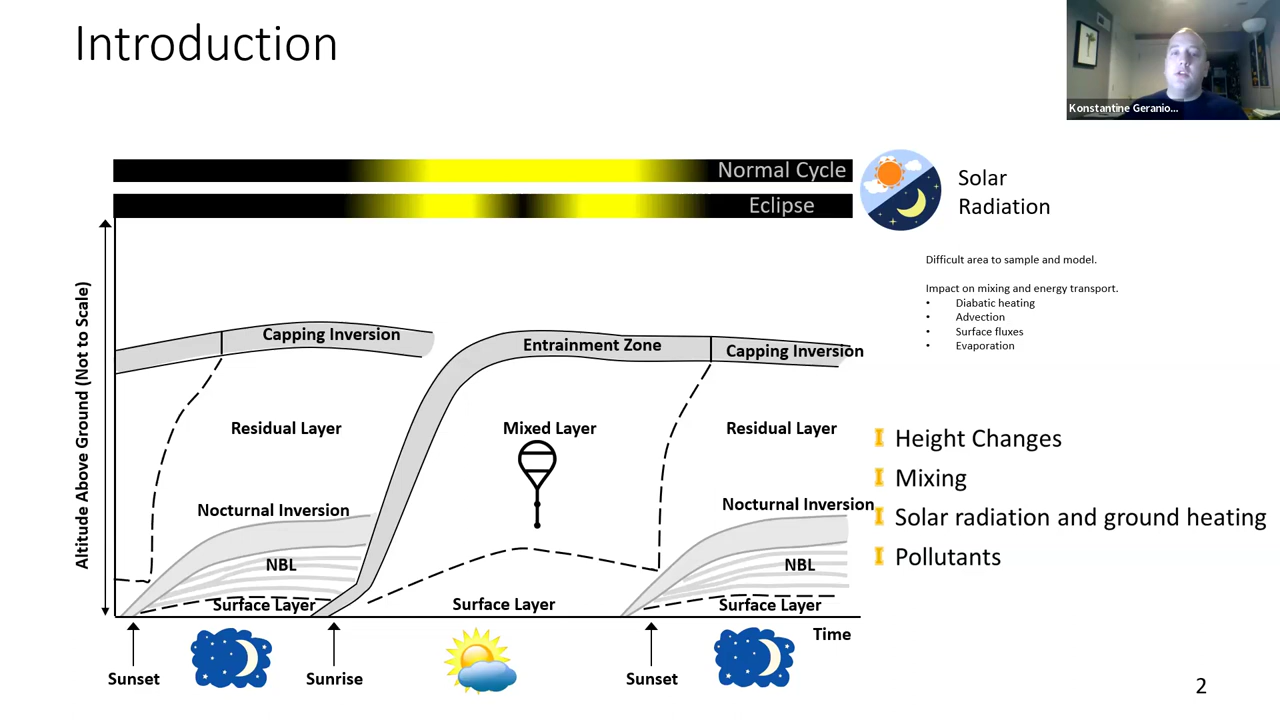 Introduction
Konstantine Geranio...
Normal Cycle
Eclipse
Solar
Radiation
Difficult area to sample and model.
Impact on mixing and energy transport.
• Diabatic heating
• Advection
• Surface fluxes
• Evaporation
Altitude Above Ground (Not to Scale)
Capping Inversion
Entrainment Zone
Capping Inversion
Residual Layer
Mixed Layer
Residual Layer
Nocturnal Inversion
Nocturnal Inversion
NBL
NBL
Surface Layer
Surface Layer
Surface Layer
Time
Sunset
Sunrise
Sunset
Height Changes
Mixing
Solar radiation and ground heating
Pollutants
2